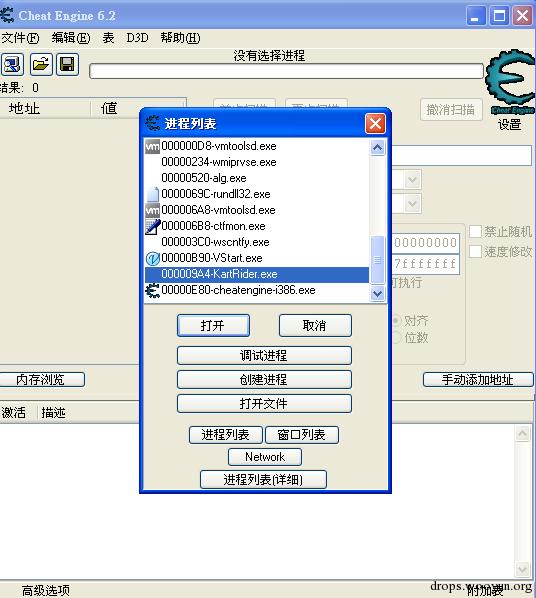 Cheat Engine 6.2
文件(F) 编辑(E) 表 D3D 帮助(H)
没有选择进程
结果: 0
地址 值
撤消扫描
Cheat Engine
设置
进程列表
000000D8-vmtoolsd.exe
00000234-wmiprvse.exe
00000520-alg.exe
0000069C-rundll32.exe
000006A8-vmtoolsd.exe
000006B8-ctfmon.exe
000003C0-wscntfy.exe
00000B90-VStart.exe
000009A4-KartRider.exe
00000E80-cheatengine-i386.exe
禁止随机
00000000
速度修改
7fffffff
可执行
打开 取消
对齐
位数
调试进程
创建进程
打开文件
内存浏览
手动添加地址
激活 描述
进程列表 窗口列表
Network
进程列表(详细)
drops.wooyun.org
高级选项
附加表